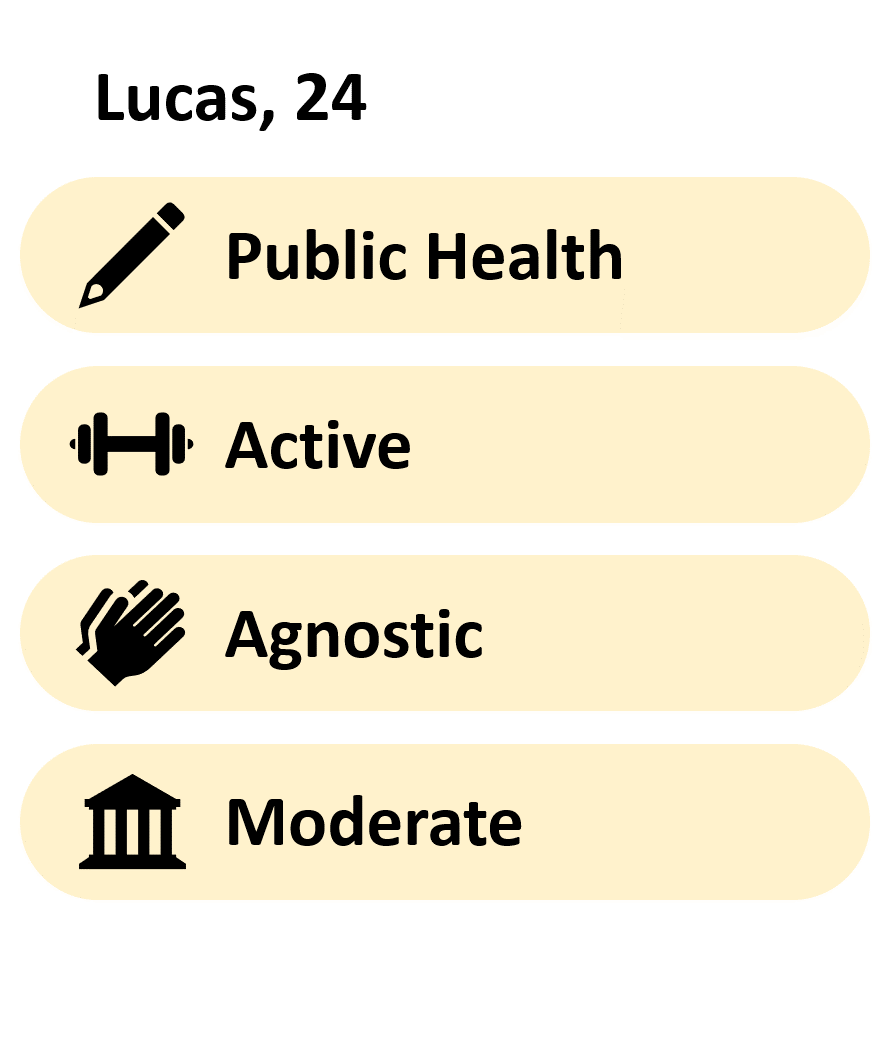 Lucas, 24
Public Health
Active
Agnostic
Moderate